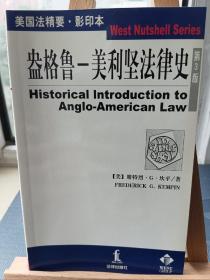 美国法精要·影印本
West Nutshell Series
盎格鲁－美利坚法律史
第3版
Historical Introduction to
Anglo-American Law
【美】斯特烈·G·坎平/著
FREDERICK G. KEMPIN
法律出版社